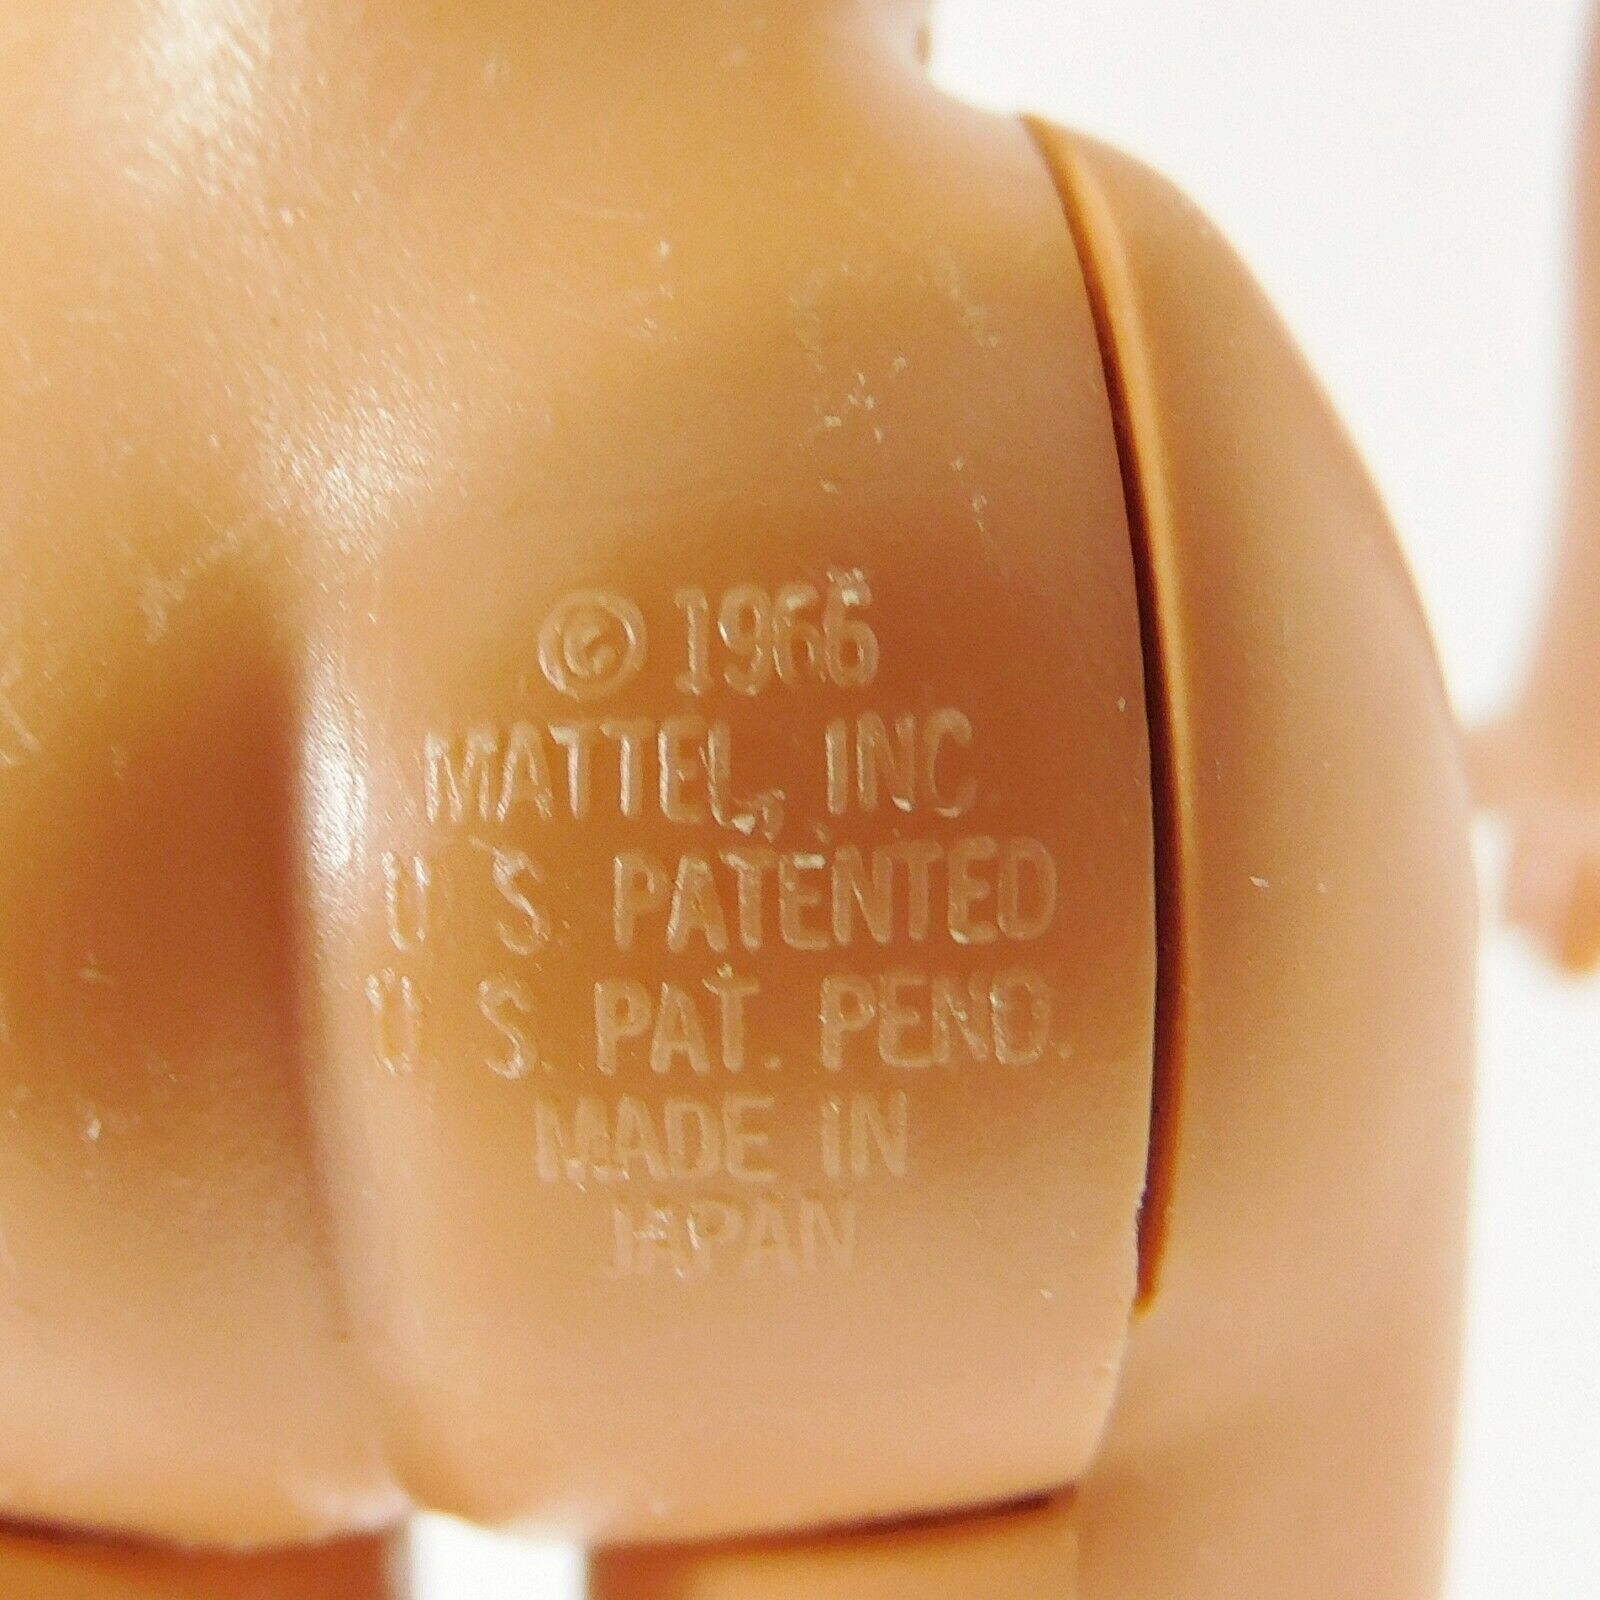 © 1966
MATTEL, INC.
U S. PATENTED
U S. PAT. PEND.
MADE IN
JAPAN